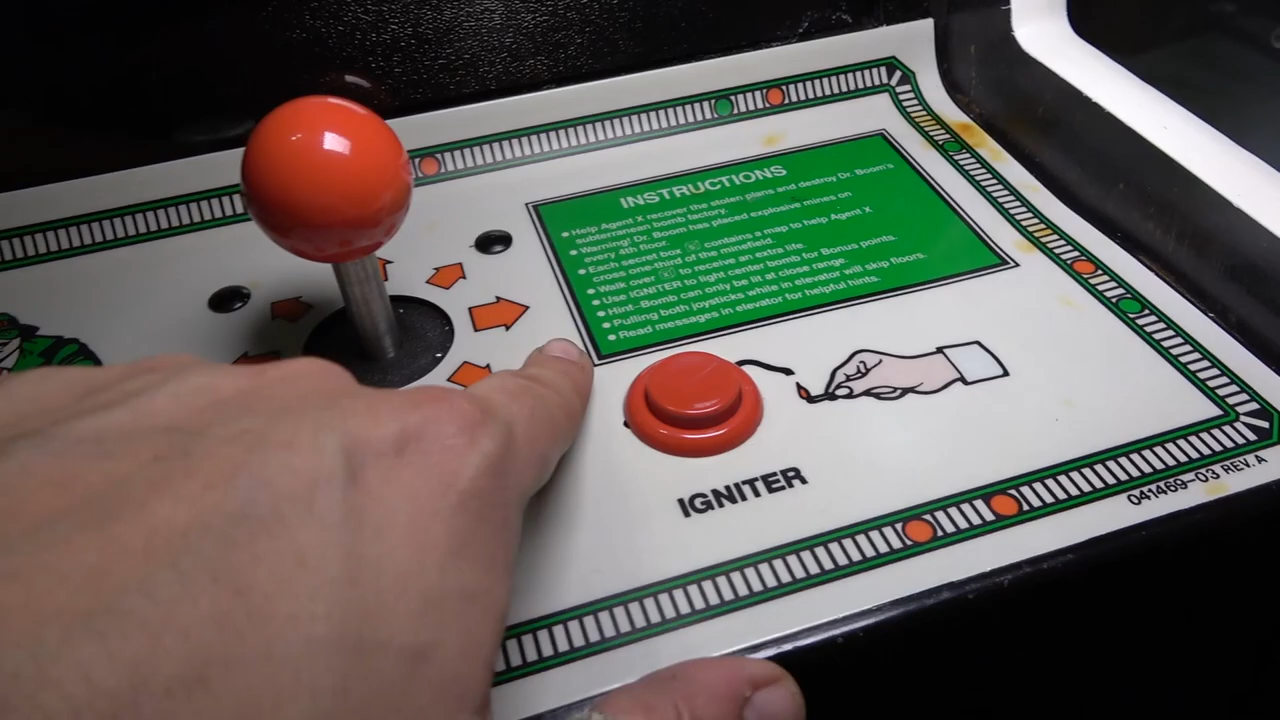 INSTRUCTIONS
• Help Agent X recover the stolen plans and destroy Dr. Boom's
subterranean bomb factory.
• Warning! Dr. Boom has placed explosive mines on
every 4th floor.
• Each secret box contains a map to help Agent X
cross one-third of the minefield.
• Walk over to receive an extra life.
• Use IGNITER to light center bomb for Bonus points.
• Hint–Bomb can only be lit at close range.
• Pulling both joysticks while in elevator will skip floors.
• Read messages in elevator for helpful hints.
IGNITER
041469–03 REV. A